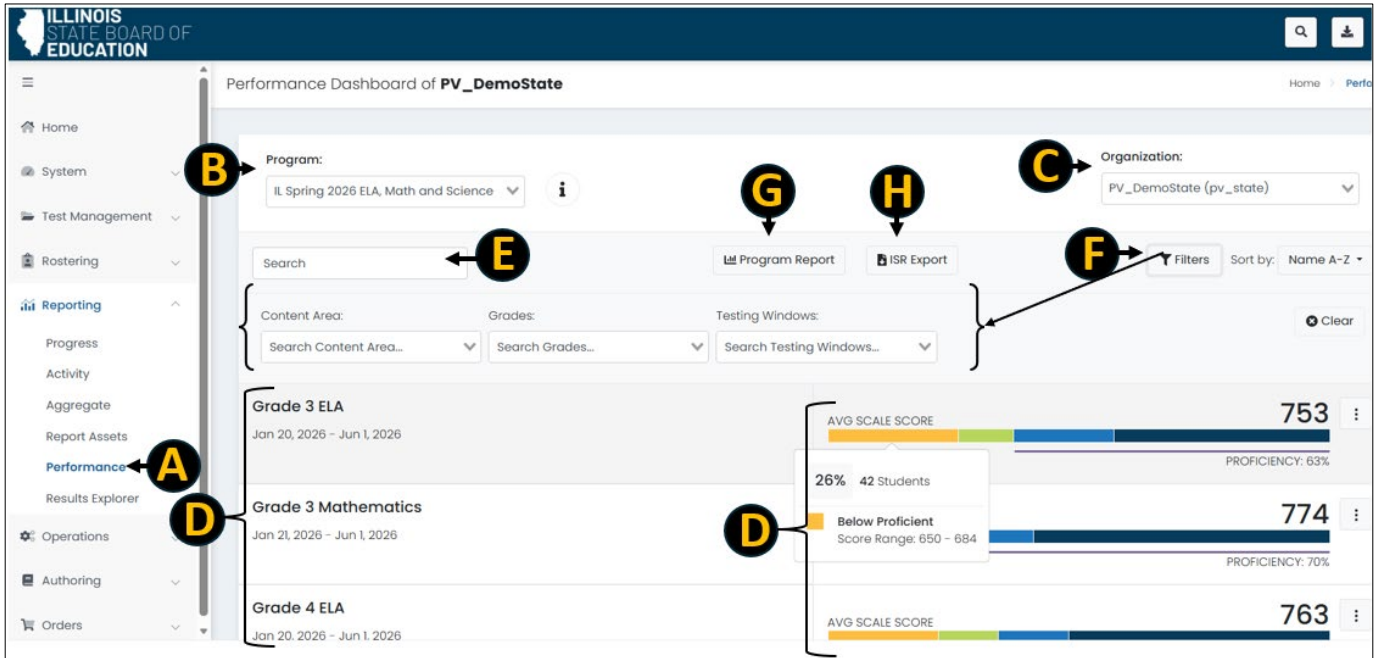 ILLINOIS
STATE BOARD OF
EDUCATION
Performance Dashboard of PV_DemoState
Home > Perfo
Home
System
Test Management
Rostering
Reporting
Progress
Activity
Aggregate
Report Assets
Performance
Results Explorer
Operations
Authoring
Orders
A
B
Program:
IL Spring 2026 ELA, Math and Science
i
C
Organization:
PV_DemoState (pv_state)
G
H
E
Search
Program Report
ISR Export
F
Filters
Sort by: Name A-Z
Content Area:
Search Content Area...
Grades:
Search Grades...
Testing Windows:
Search Testing Windows...
Clear
D
Grade 3 ELA
Jan 20, 2026 - Jun 1, 2026
AVG SCALE SCORE
753
PROFICIENCY: 63%
D
26% 42 Students
Below Proficient
Score Range: 650 - 684
Grade 3 Mathematics
Jan 21, 2026 - Jun 1, 2026
774
PROFICIENCY: 70%
Grade 4 ELA
Jan 20, 2026 - Jun 1, 2026
AVG SCALE SCORE
763